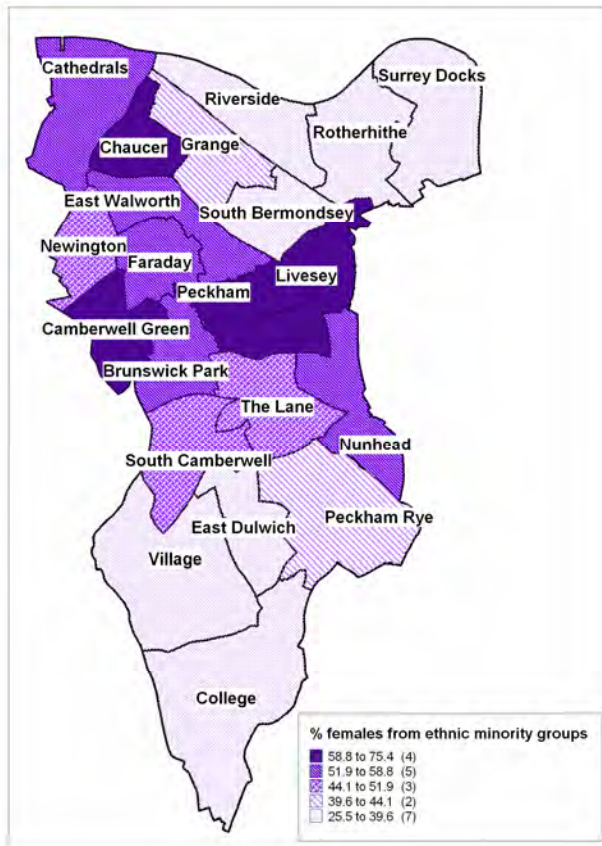 Cathedrals
Surrey Docks
Riverside
Rotherhithe
Chaucer
Grange
East Walworth
South Bermondsey
Newington
Faraday
Livesey
Peckham
Camberwell Green
Brunswick Park
The Lane
Nunhead
South Camberwell
Peckham Rye
East Dulwich
Village
College
% females from ethnic minority groups
58.8 to 75.4 (4)
51.9 to 58.8 (5)
44.1 to 51.9 (3)
39.6 to 44.1 (2)
25.5 to 39.6 (7)